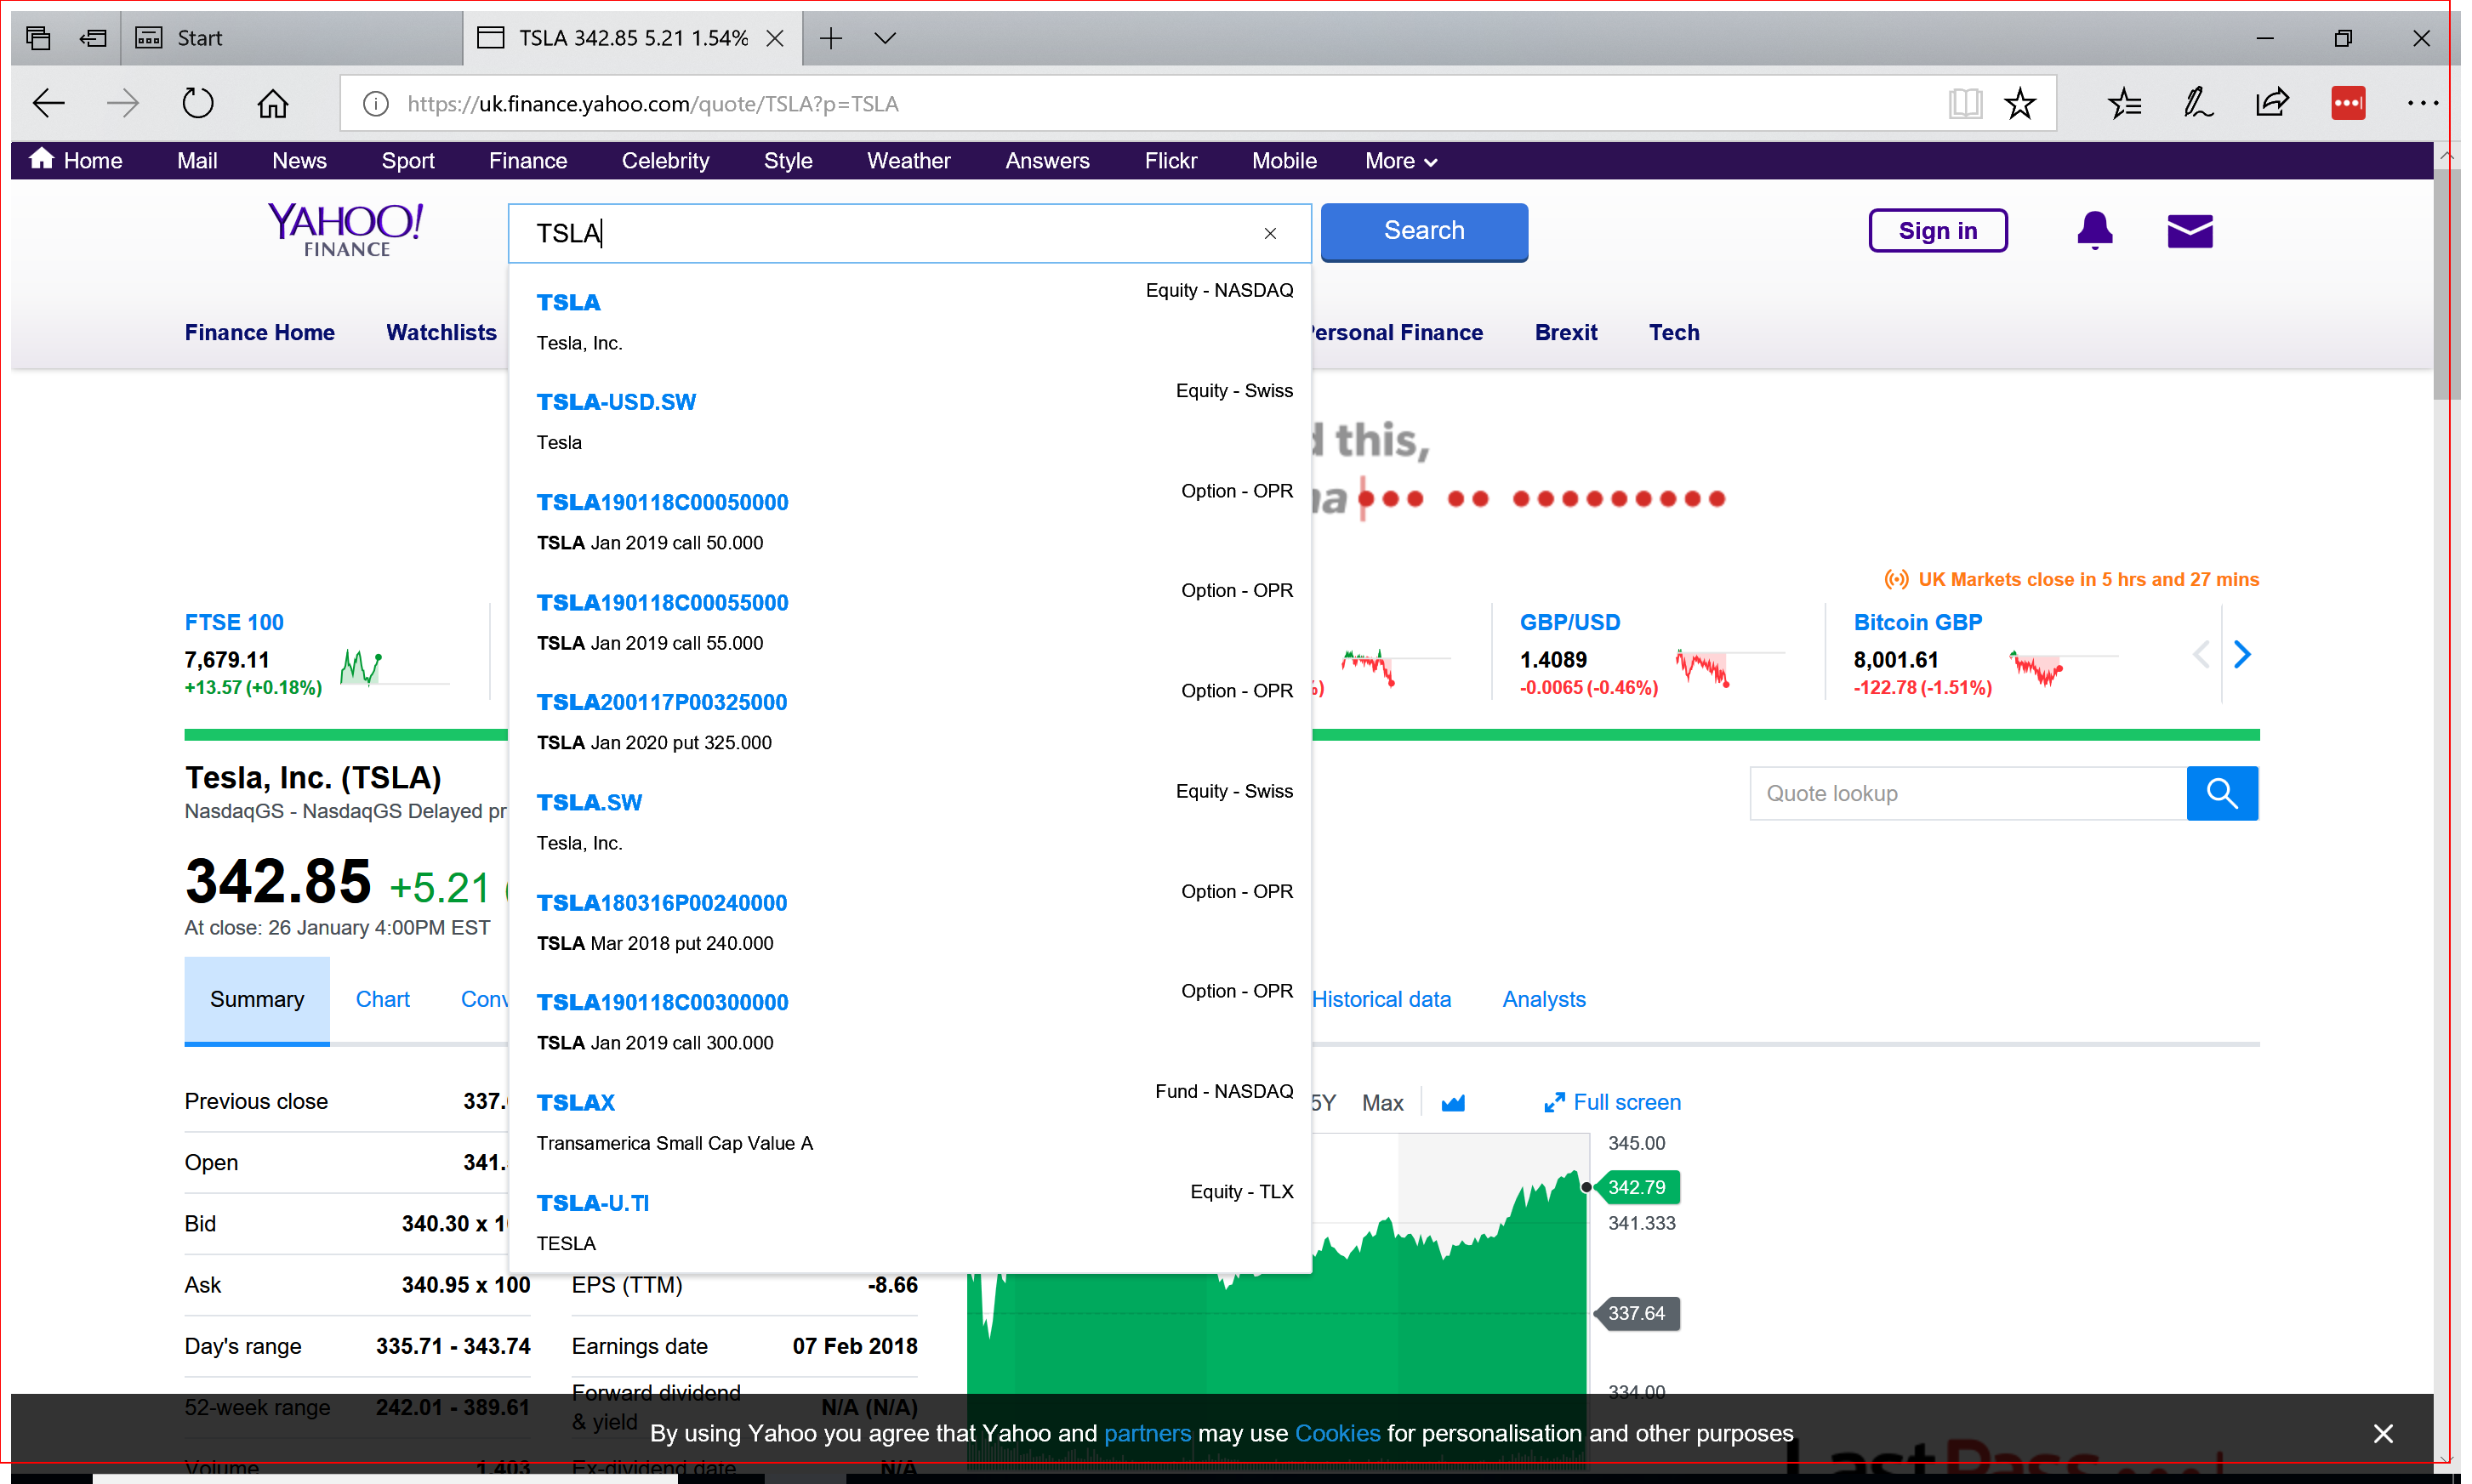 Start
TSLA 342.85 5.21 1.54%
https://uk.finance.yahoo.com/quote/TSLA?p=TSLA
Home Mail News Sport Finance Celebrity Style Weather Answers Flickr Mobile More
YAHOO!
FINANCE
TSLA
Search
Sign in
Finance Home Watchlists ersonal Finance Brexit Tech
TSLA Equity - NASDAQ
Tesla, Inc.
TSLA-USD.SW Equity - Swiss
Tesla
TSLA190118C00050000 Option - OPR
TSLA Jan 2019 call 50.000
TSLA190118C00055000 Option - OPR
TSLA Jan 2019 call 55.000
TSLA200117P00325000 Option - OPR
TSLA Jan 2020 put 325.000
TSLA.SW Equity - Swiss
Tesla, Inc.
TSLA180316P00240000 Option - OPR
TSLA Mar 2018 put 240.000
TSLA190118C00300000 Option - OPR
TSLA Jan 2019 call 300.000
TSLAX Fund - NASDAQ
Transamerica Small Cap Value A
TSLA-U.TI Equity - TLX
TESLA
this,
UK Markets close in 5 hrs and 27 mins
FTSE 100
7,679.11
+13.57 (+0.18%)
GBP/USD
1.4089
-0.0065 (-0.46%)
Bitcoin GBP
8,001.61
-122.78 (-1.51%)
Tesla, Inc. (TSLA)
NasdaqGS - NasdaqGS Delayed pr
Quote lookup
342.85 +5.21
At close: 26 January 4:00PM EST
Summary Chart Conv Historical data Analysts
Previous close 337.
Open 341.
Bid 340.30 x 1
Ask 340.95 x 100
Day's range 335.71 - 343.74
52-week range 242.01 - 389.61
Volume 1,403
EPS (TTM) -8.66
Earnings date 07 Feb 2018
Forward dividend
& yield N/A (N/A)
Ex-dividend date N/A
5Y Max Full screen
345.00
342.79
341.333
337.64
334.00
By using Yahoo you agree that Yahoo and partners may use Cookies for personalisation and other purposes
LastPass